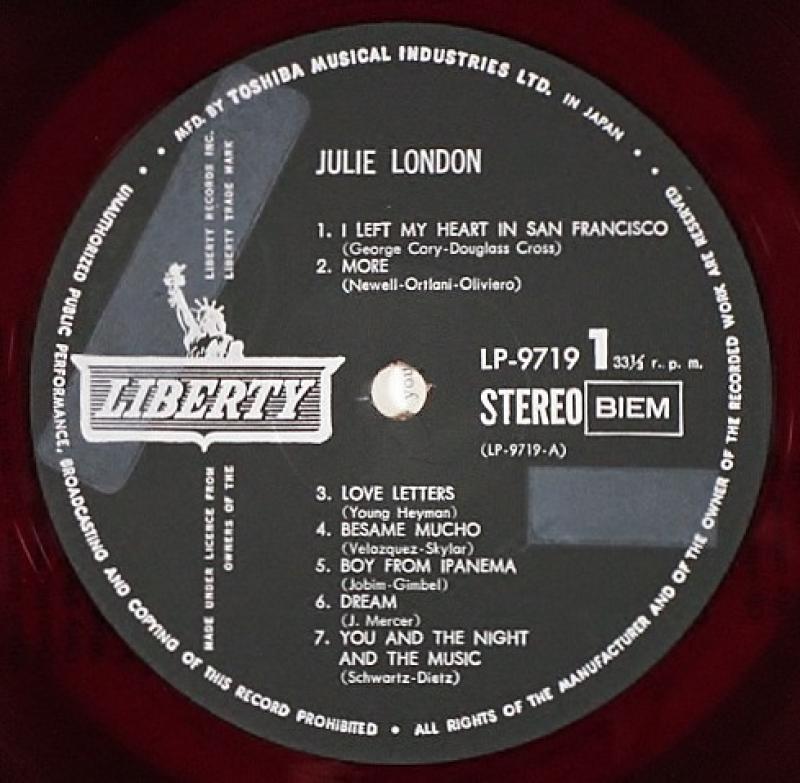 MFD. BY TOSHIBA MUSICAL INDUSTRIES LTD. IN JAPAN
LIBERTY RECORDS INC.
LIBERTY TRADE MARK
JULIE LONDON
1. I LEFT MY HEART IN SAN FRANCISCO
(George Cory-Douglass Cross)
2. MORE
(Newell-Ortlani-Oliviero)
LIBERTY
you
LP-9719 1 33⅓ r. p. m.
STEREO BIEM
(LP-9719-A)
MADE UNDER LICENCE FROM
OWNERS OF THE
3. LOVE LETTERS
(Young Heyman)
4. BESAME MUCHO
(Velazquez-Skylar)
5. BOY FROM IPANEMA
(Jobim-Gimbel)
6. DREAM
(J. Mercer)
7. YOU AND THE NIGHT
AND THE MUSIC
(Schwartz-Dietz)
UNAUTHORIZED PUBLIC PERFORMANCE, BROADCASTING AND COPYING OF THIS RECORD PROHIBITED • ALL RIGHTS OF THE MANUFACTURER AND OF THE OWNER OF THE RECORDED WORK ARE RESERVED